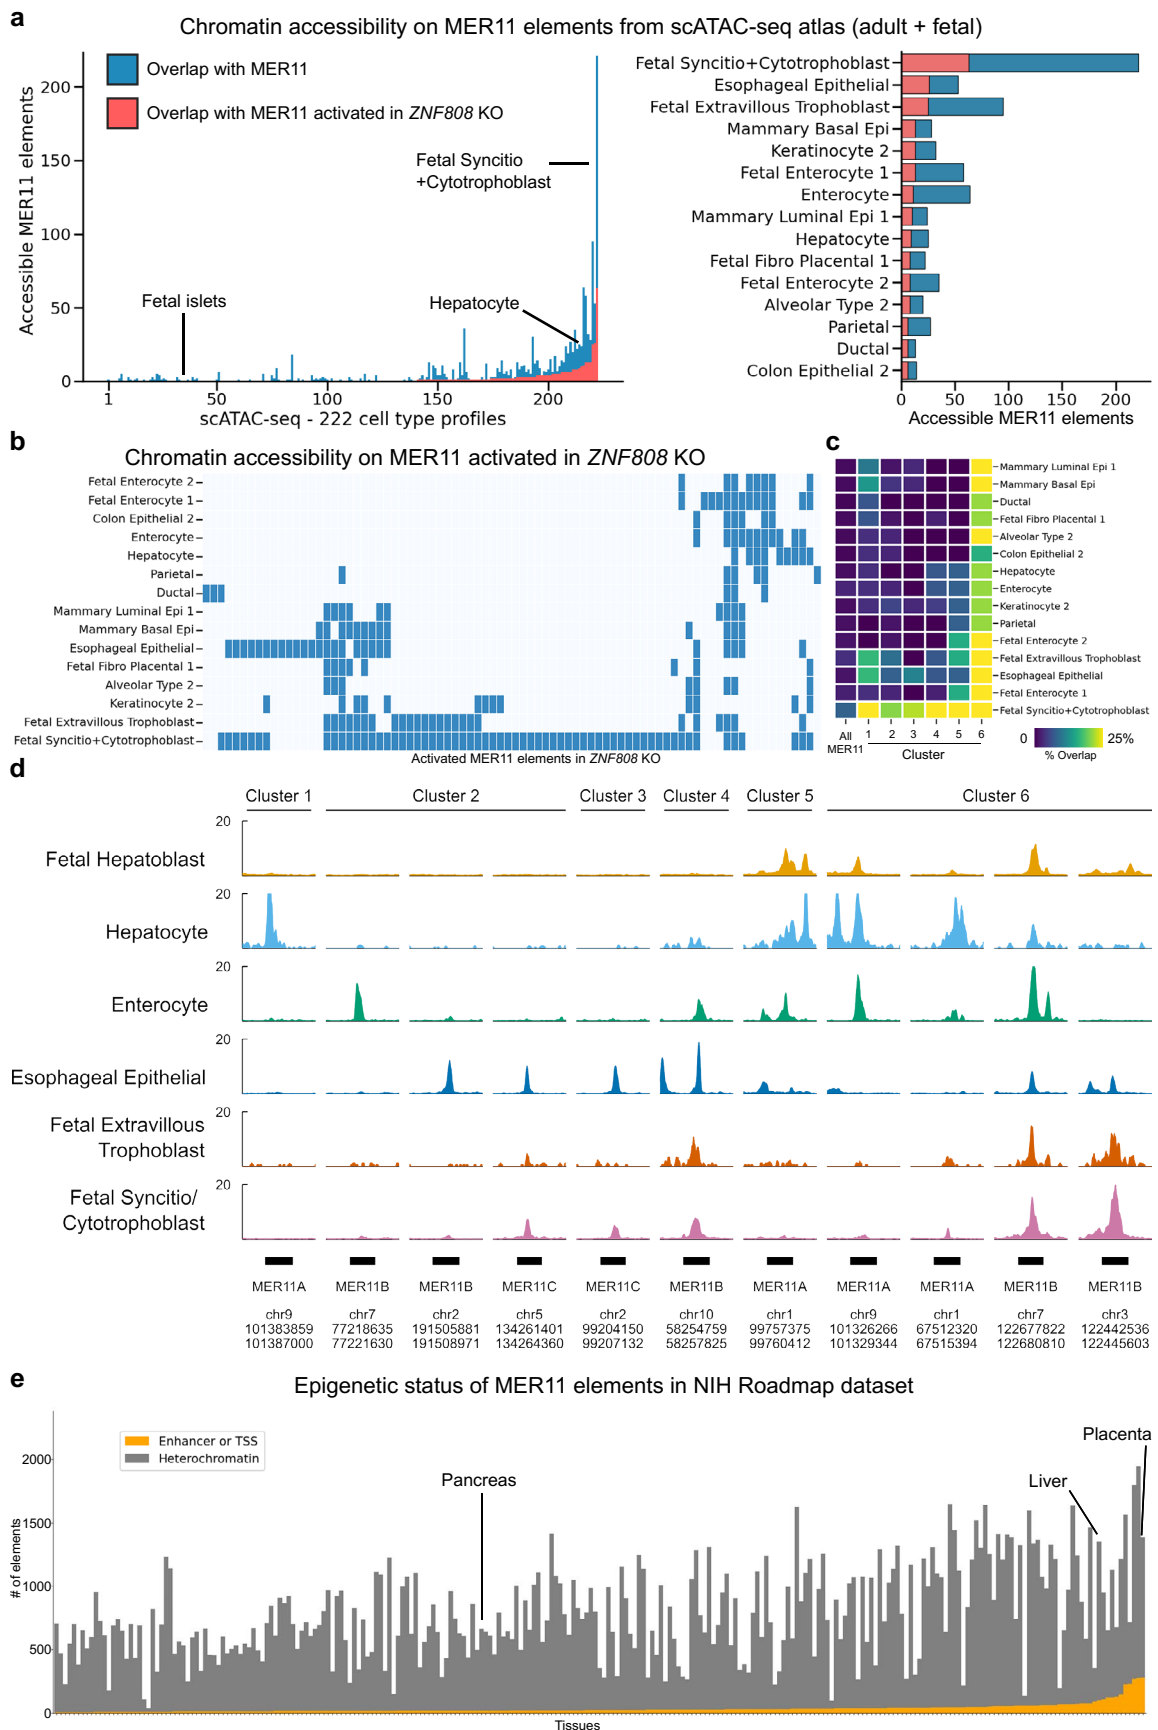 a
Chromatin accessibility on MER11 elements from scATAC-seq atlas (adult + fetal)
Overlap with MER11
Overlap with MER11 activated in ZNF808 KO
Accessible MER11 elements
200
150
100
50
0
Fetal Syncitio
+Cytotrophoblast
Fetal islets
Hepatocyte
1
50
100
150
200
scATAC-seq - 222 cell type profiles
Fetal Syncitio+Cytotrophoblast
Esophageal Epithelial
Fetal Extravillous Trophoblast
Mammary Basal Epi
Keratinocyte 2
Fetal Enterocyte 1
Enterocyte
Mammary Luminal Epi 1
Hepatocyte
Fetal Fibro Placental 1
Fetal Enterocyte 2
Alveolar Type 2
Parietal
Ductal
Colon Epithelial 2
0
50
100
150
200
Accessible MER11 elements
b
Chromatin accessibility on MER11 activated in ZNF808 KO
Fetal Enterocyte 2
Fetal Enterocyte 1
Colon Epithelial 2
Enterocyte
Hepatocyte
Parietal
Ductal
Mammary Luminal Epi 1
Mammary Basal Epi
Esophageal Epithelial
Fetal Fibro Placental 1
Alveolar Type 2
Keratinocyte 2
Fetal Extravillous Trophoblast
Fetal Syncitio+Cytotrophoblast
Activated MER11 elements in ZNF808 KO
c
Mammary Luminal Epi 1
Mammary Basal Epi
Ductal
Fetal Fibro Placental 1
Alveolar Type 2
Colon Epithelial 2
Hepatocyte
Enterocyte
Keratinocyte 2
Parietal
Fetal Enterocyte 2
Fetal Extravillous Trophoblast
Esophageal Epithelial
Fetal Enterocyte 1
Fetal Syncitio+Cytotrophoblast
All
MER11
1 2 3 4 5 6
Cluster
0
25%
% Overlap
d
Cluster 1
Cluster 2
Cluster 3
Cluster 4
Cluster 5
Cluster 6
20
Fetal Hepatoblast
20
Hepatocyte
20
Enterocyte
20
Esophageal Epithelial
20
Fetal Extravillous
Trophoblast
20
Fetal Syncitio/
Cytotrophoblast
MER11A MER11B MER11B MER11C MER11C MER11B MER11A MER11A MER11A MER11B MER11B
chr9 chr7 chr2 chr5 chr2 chr10 chr1 chr9 chr1 chr7 chr3
101383859 77218635 191505881 134261401 99204150 58254759 99757375 101326266 67512320 122677822 122442536
101387000 77221630 191508971 134264360 99207132 58257825 99760412 101329344 67515394 122680810 122445603
e
Epigenetic status of MER11 elements in NIH Roadmap dataset
Enhancer or TSS
Heterochromatin
# of elements
2000
1500
1000
500
0
Pancreas
Liver
Placenta
Tissues